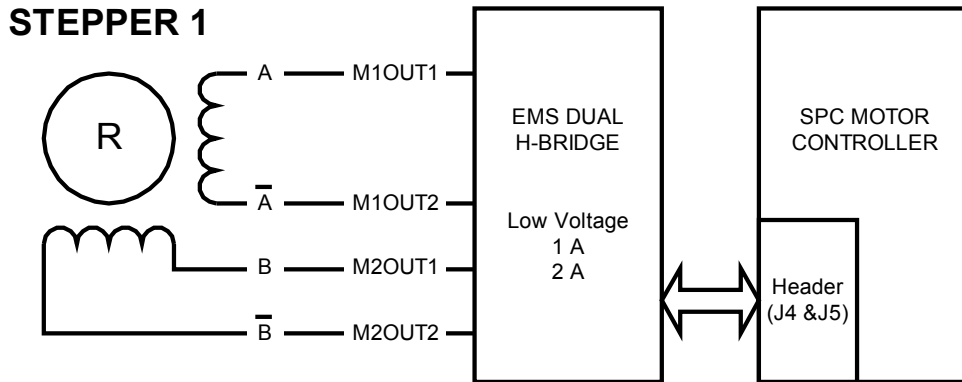 STEPPER 1
R
A
A̅
B
B̅
M1OUT1
M1OUT2
M2OUT1
M2OUT2
EMS DUAL
H-BRIDGE
Low Voltage
1 A
2 A
SPC MOTOR
CONTROLLER
Header
(J4 &J5)